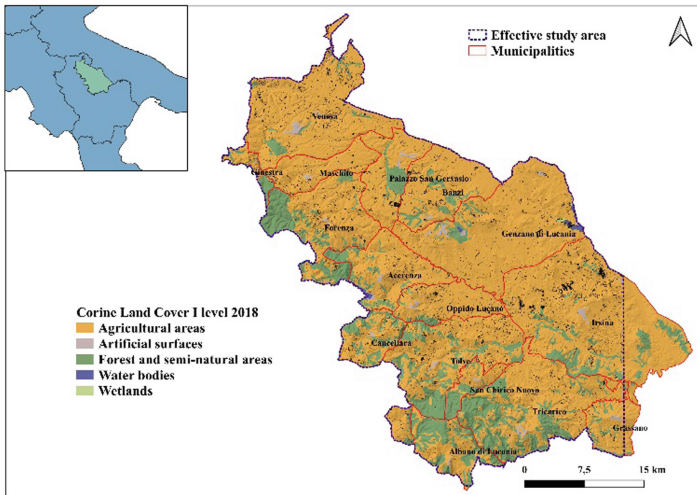 Effective study area
Municipalities
Venosa
Ginestra
Maschito
Palazzo San Gervasio
Banzi
Forenza
Genzano di Lucania
Acerenza
Oppido Lucano
Irsina
Cancellara
Tolve
San Chirico Nuovo
Tricarico
Grassano
Albano di Lucania
Corine Land Cover I level 2018
Agricultural areas
Artificial surfaces
Forest and semi-natural areas
Water bodies
Wetlands
0 7,5 15 km